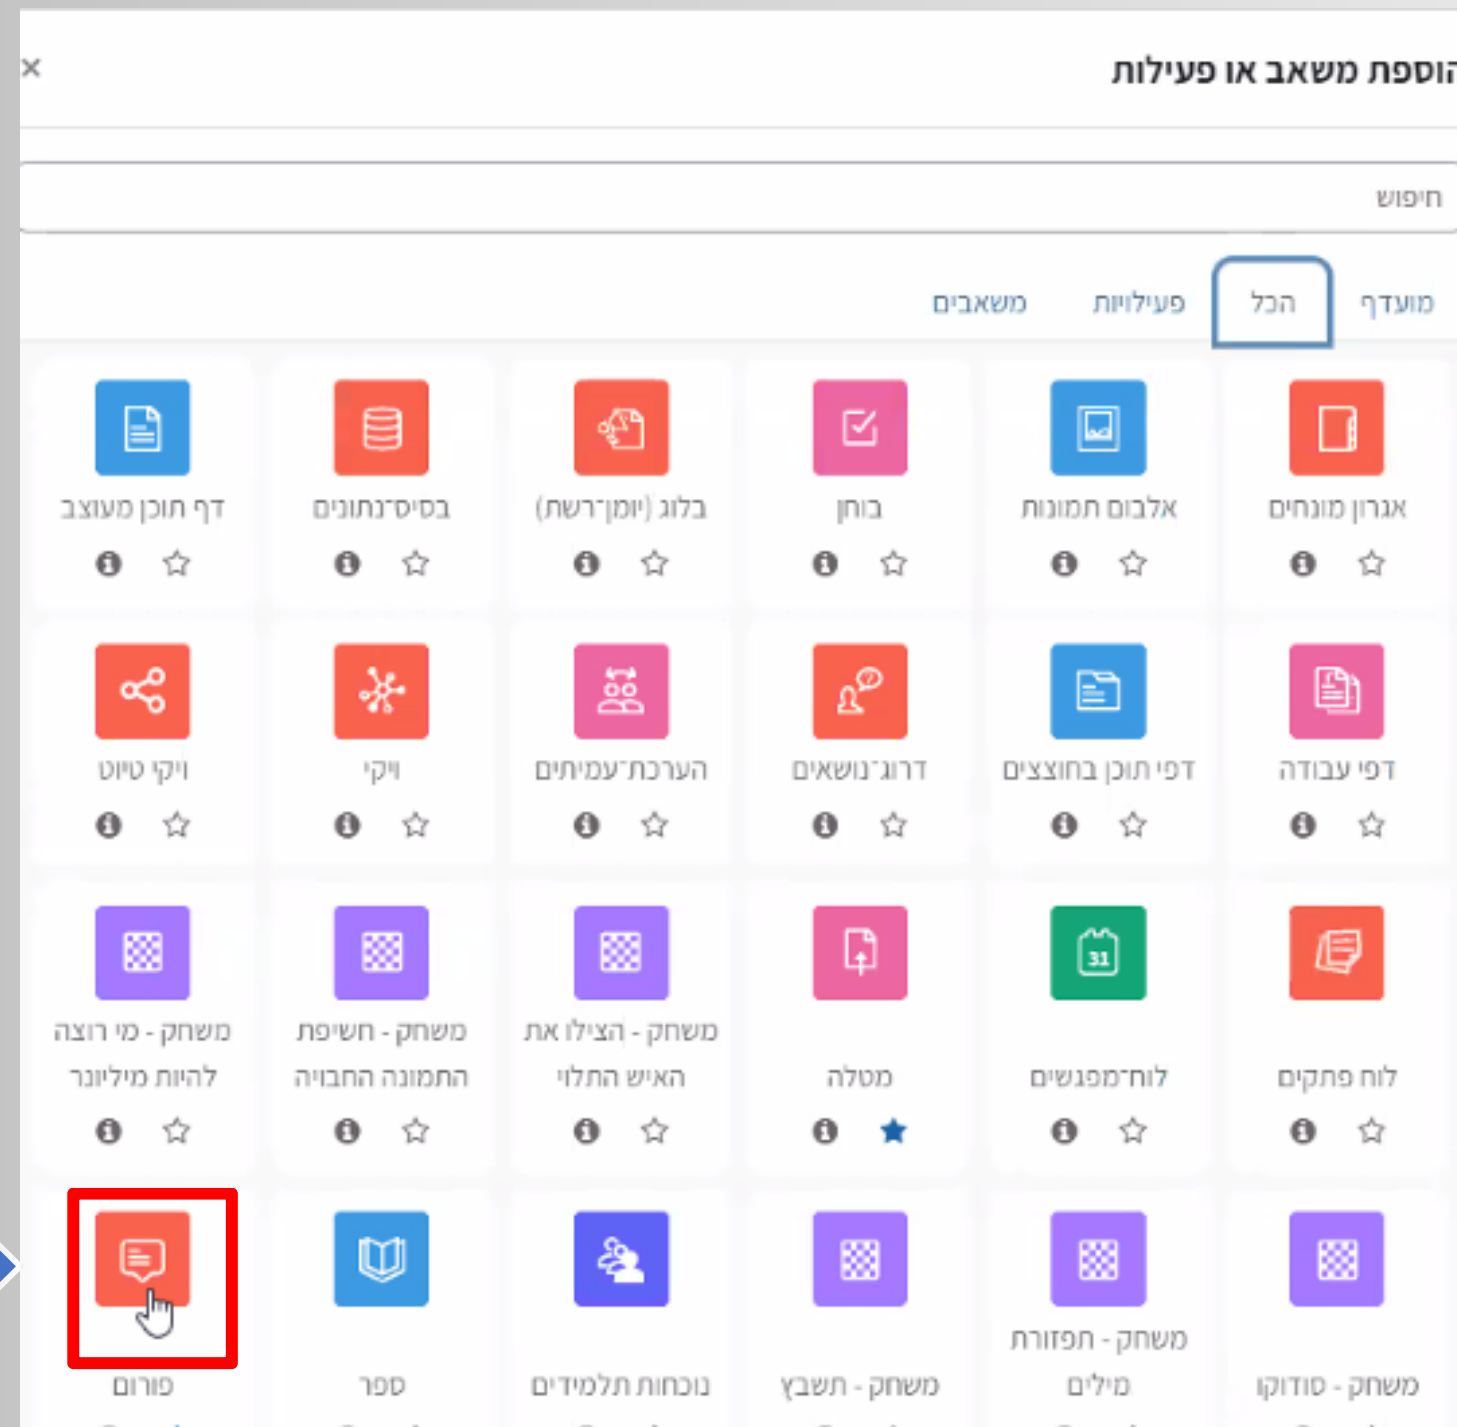 הוספת משאב או פעילות
חיפוש
מועדף הכל פעילויות משאבים
אגרון מונחים
אלבום תמונות
בוחן
בלוג (יומן־רשת)
בסיס־נתונים
דף תוכן מעוצב
דפי עבודה
דפי תוכן בחוצצים
דרוג־נושאים
הערכת־עמיתים
ויקי
ויקי טיוט
לוח פתקים
31
לוח־מפגשים
מטלה
משחק - הצילו את
האיש התלוי
משחק - חשיפת
התמונה החבויה
משחק - מי רוצה
להיות מיליונר
משחק - סודוקו
משחק - תפזורת
מילים
משחק - תשבץ
נוכחות תלמידים
ספר
פורום